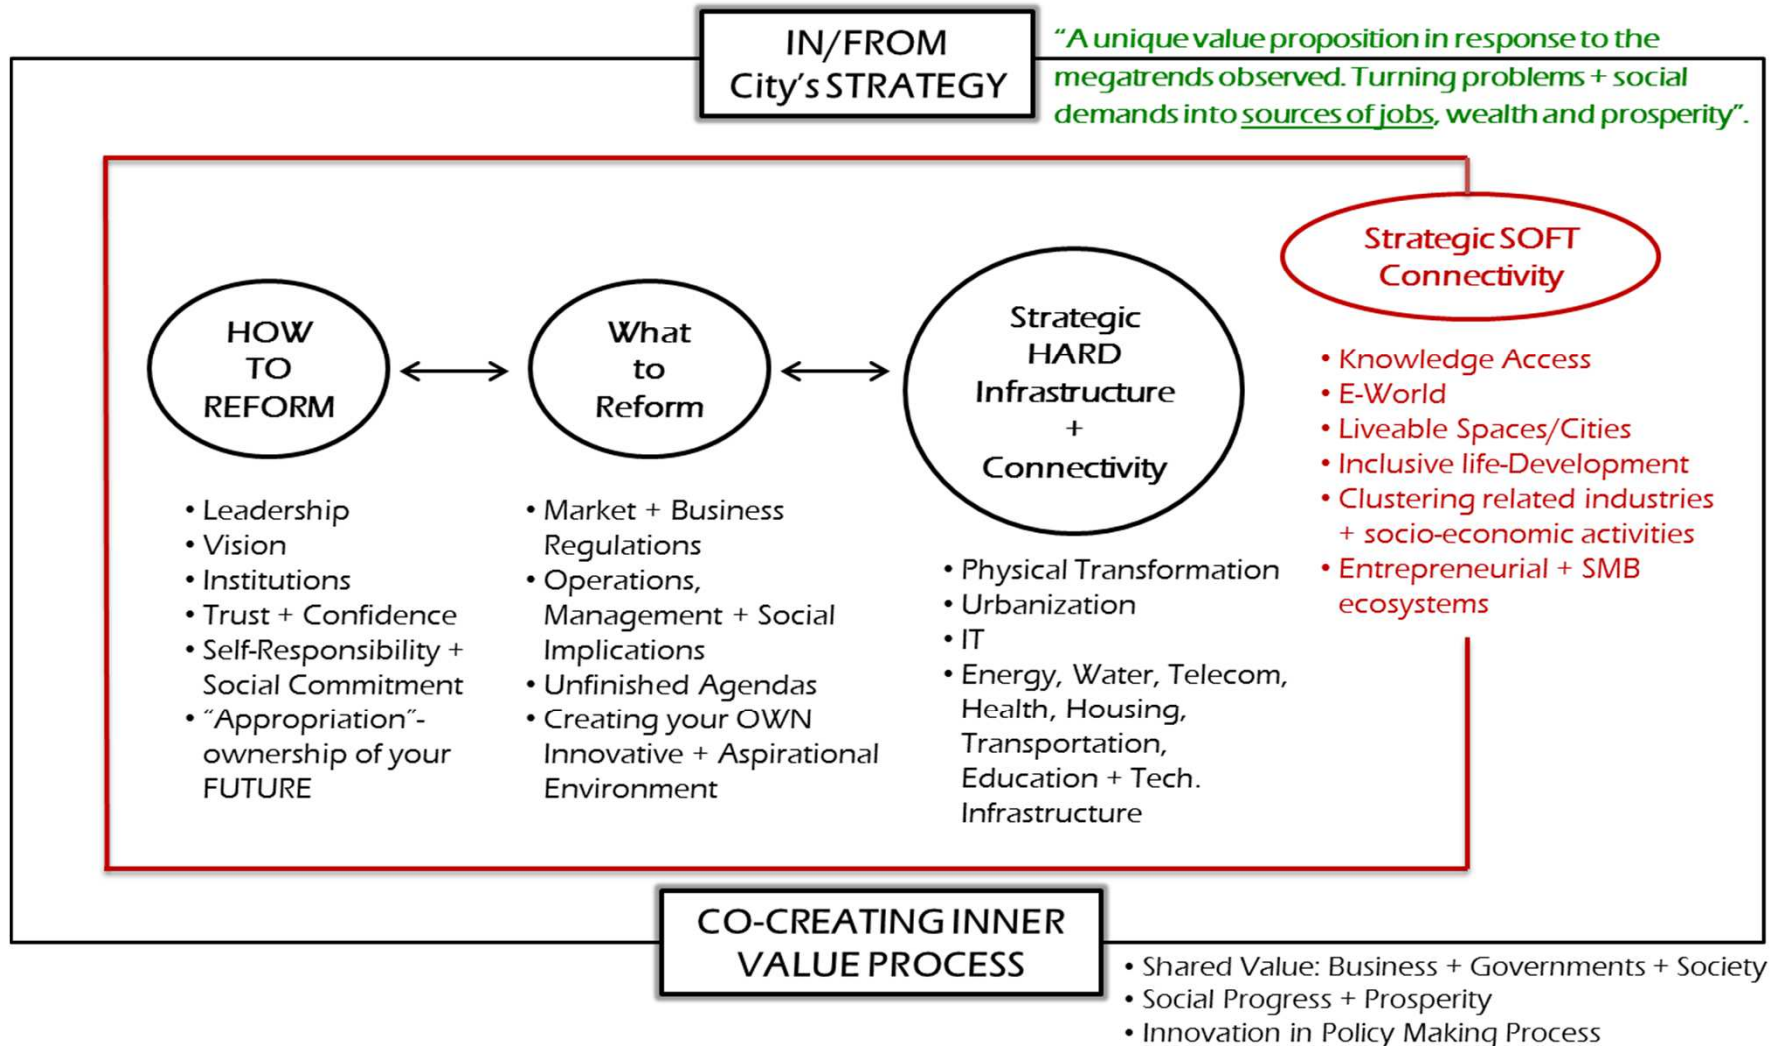 IN/FROM
City's STRATEGY
“A unique value proposition in response to the
megatrends observed. Turning problems + social
demands into sources of jobs, wealth and prosperity”.
HOW
TO
REFORM
• Leadership
• Vision
• Institutions
• Trust + Confidence
• Self-Responsibility +
Social Commitment
• “Appropriation”-
ownership of your
FUTURE
What
to
Reform
• Market + Business
Regulations
• Operations,
Management + Social
Implications
• Unfinished Agendas
• Creating your OWN
Innovative + Aspirational
Environment
Strategic
HARD
Infrastructure
+
Connectivity
• Physical Transformation
• Urbanization
• IT
• Energy, Water, Telecom,
Health, Housing,
Transportation,
Education + Tech.
Infrastructure
Strategic SOFT
Connectivity
• Knowledge Access
• E-World
• Liveable Spaces/Cities
• Inclusive life-Development
• Clustering related industries
+ socio-economic activities
• Entrepreneurial + SMB
ecosystems
CO-CREATING INNER
VALUE PROCESS
• Shared Value: Business + Governments + Society
• Social Progress + Prosperity
• Innovation in Policy Making Process